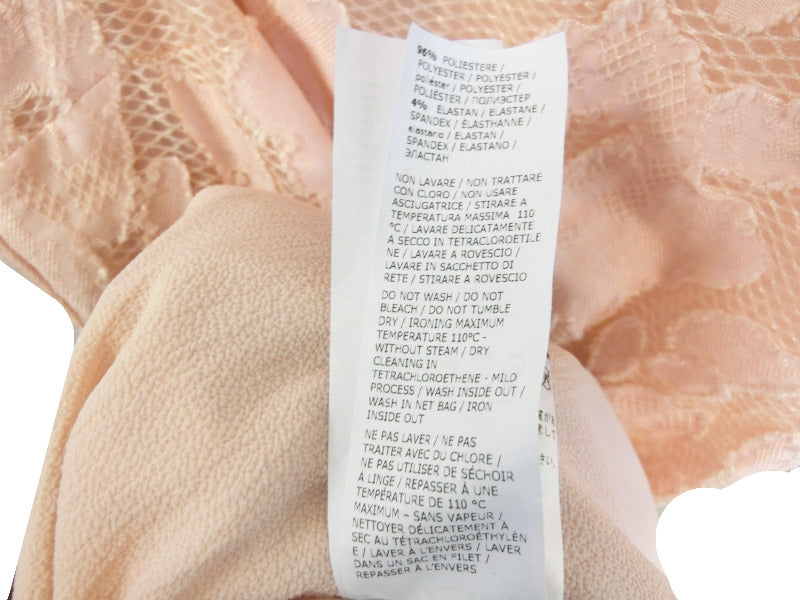 96% POLIESTERE /
POLYESTER / POLYESTER /
poliéster / POLYESTER /
POLIÉSTER / ПОЛИЭСТЕР
4% ELASTAN / ELASTANE /
SPANDEX / ÉLASTHANNE /
elastano / ELASTAN /
SPANDEX / ELASTANO /
ЭЛАСТАН
NON LAVARE / NON TRATTARE
CON CLORO / NON USARE
ASCIUGATRICE / STIRARE A
TEMPERATURA MASSIMA 110
°C / LAVARE DELICATAMENTE
A SECCO IN TETRACLOROETILE
NE / LAVARE A ROVESCIO /
LAVARE IN SACCHETTO DI
RETE / STIRARE A ROVESCIO
DO NOT WASH / DO NOT
BLEACH / DO NOT TUMBLE
DRY / IRONING MAXIMUM
TEMPERATURE 110°C -
WITHOUT STEAM / DRY
CLEANING IN
TETRACHLOROETHENE - MILD
PROCESS / WASH INSIDE OUT /
WASH IN NET BAG / IRON
INSIDE OUT
NE PAS LAVER / NE PAS
TRAITER AVEC DU CHLORE /
NE PAS UTILISER DE SÉCHOIR
À LINGE / REPASSER À UNE
TEMPÉRATURE DE 110 °C
MAXIMUM – SANS VAPEUR /
NETTOYER DÉLICATEMENT À
SEC AU TÉTRACHLOROÉTHYLÈN
E / LAVER À L'ENVERS / LAVER
DANS UN SAC EN FILET /
REPASSER À L'ENVERS